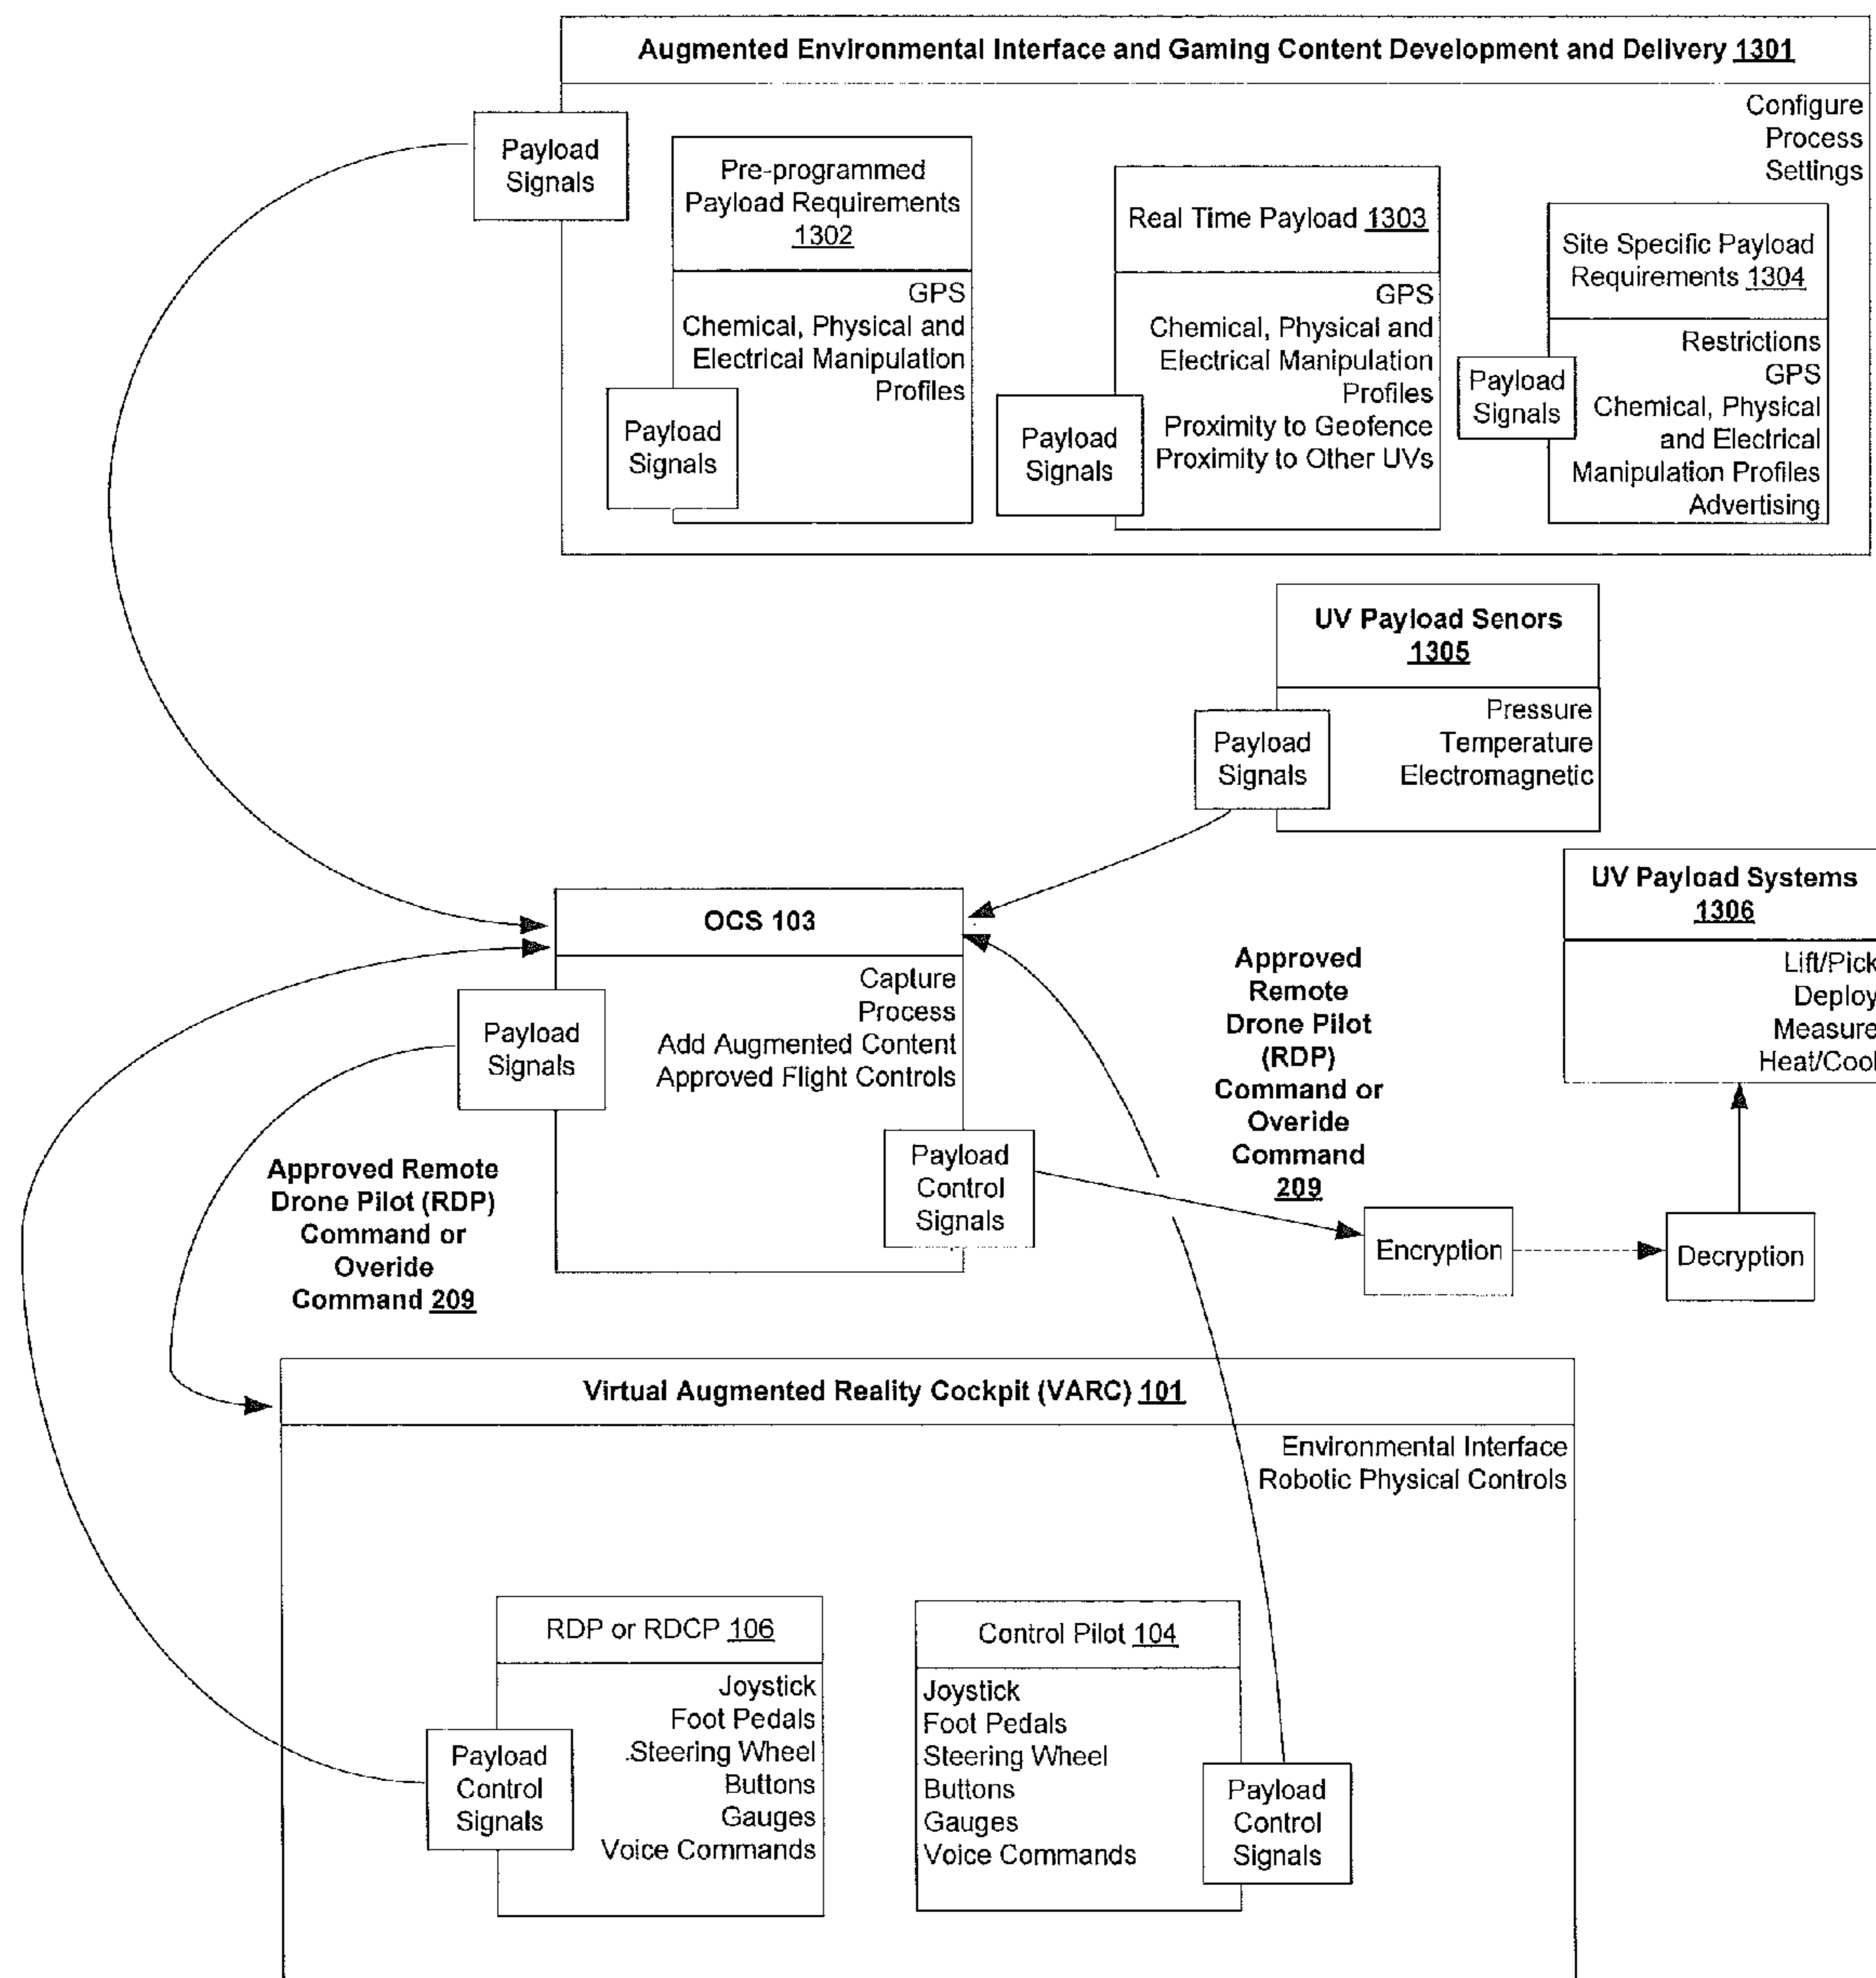 Augmented Environmental Interface and Gaming Content Development and Delivery 1301
Configure
Process
Settings
Payload
Signals
Pre-programmed
Payload Requirements
1302
GPS
Chemical, Physical and
Electrical Manipulation
Profiles
Payload
Signals
Real Time Payload 1303
GPS
Chemical, Physical and
Electrical Manipulation
Profiles
Proximity to Geofence
Proximity to Other UVs
Payload
Signals
Site Specific Payload
Requirements 1304
Restrictions
GPS
Chemical, Physical
and Electrical
Manipulation Profiles
Advertising
Payload
Signals
UV Payload Senors
1305
Pressure
Temperature
Electromagnetic
Payload
Signals
UV Payload Systems
1306
Lift/Pick
Deploy
Measure
Heat/Cool
OCS 103
Capture
Process
Add Augmented Content
Approved Flight Controls
Payload
Signals
Payload
Control
Signals
Approved
Remote
Drone Pilot
(RDP)
Command or
Overide
Command
209
Encryption
Decryption
Approved Remote
Drone Pilot (RDP)
Command or
Overide
Command 209
Virtual Augmented Reality Cockpit (VARC) 101
Environmental Interface
Robotic Physical Controls
RDP or RDCP 106
Joystick
Foot Pedals
Steering Wheel
Buttons
Gauges
Voice Commands
Payload
Control
Signals
Control Pilot 104
Joystick
Foot Pedals
Steering Wheel
Buttons
Gauges
Voice Commands
Payload
Control
Signals